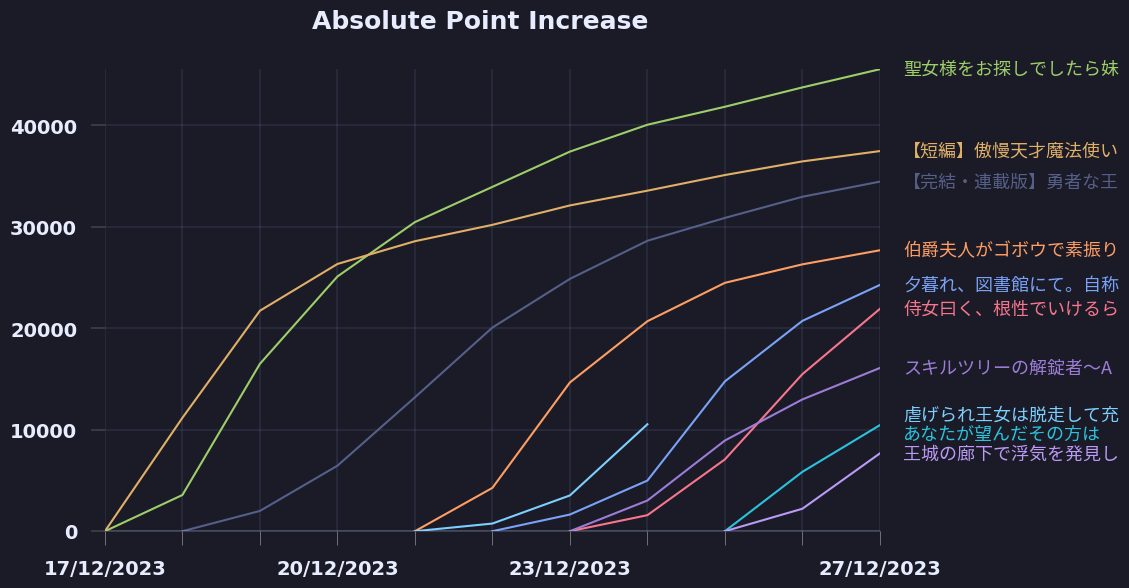 Absolute Point Increase
聖女様をお探しでしたら妹
40000
【短編】傲慢天才魔法使い
【完結・連載版】勇者な王
30000
伯爵夫人がゴボウで素振り
夕暮れ、図書館にて。自称
侍女曰く、根性でいけるら
20000
スキルツリーの解錠者～A
虐げられ王女は脱走して充
10000
あなたが望んだその方は
王城の廊下で浮気を発見し
0
17/12/2023
20/12/2023
23/12/2023
27/12/2023